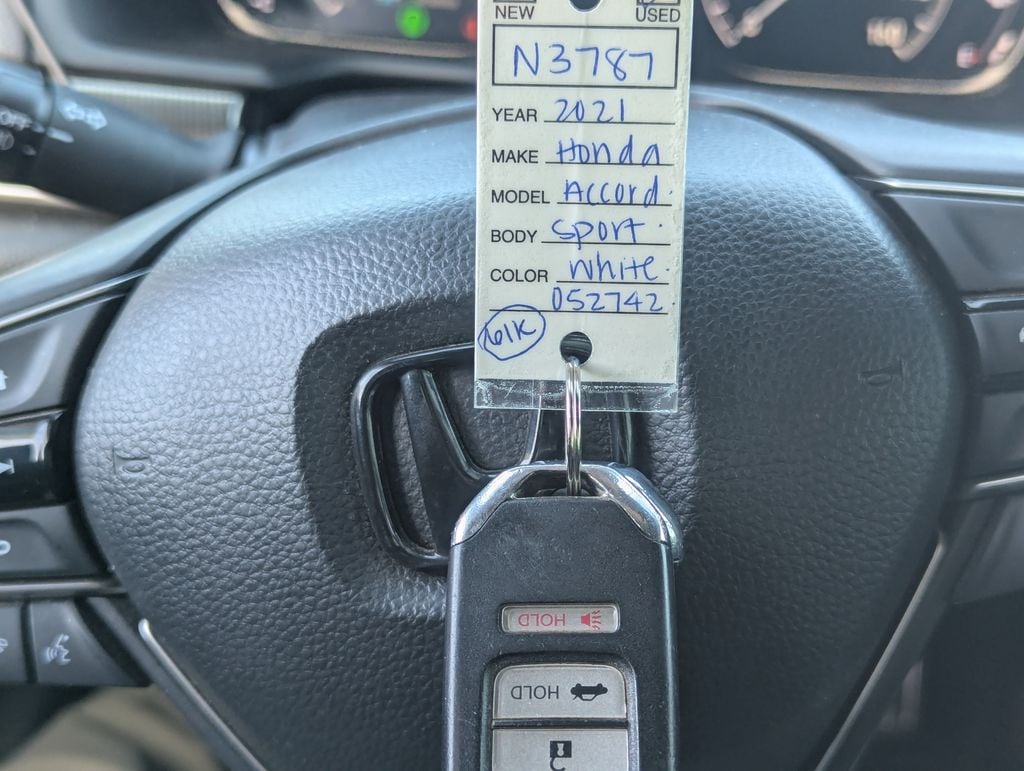 NEW USED
N3787
YEAR 2021
MAKE Honda
MODEL Accord.
BODY Sport.
COLOR White.
052742.
61K
HOLD
HOLD